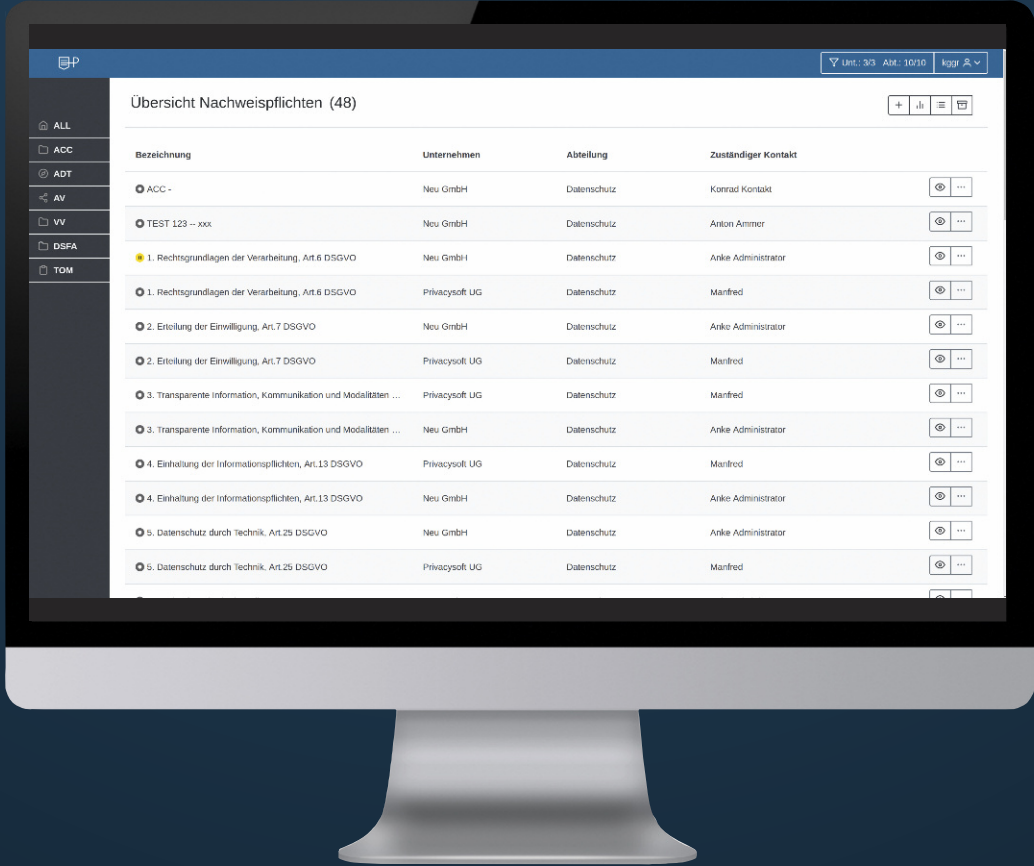 Unt.: 3/3 Abt.: 10/10 kggr
Übersicht Nachweispflichten (48)
ALL
ACC
ADT
AV
VV
DSFA
TOM
Bezeichnung Unternehmen Abteilung Zuständiger Kontakt
ACC - Neu GmbH Datenschutz Konrad Kontakt
TEST 123 -- xxx Neu GmbH Datenschutz Anton Ammer
1. Rechtsgrundlagen der Verarbeitung, Art.6 DSGVO Neu GmbH Datenschutz Anke Administrator
1. Rechtsgrundlagen der Verarbeitung, Art.6 DSGVO Privacysoft UG Datenschutz Manfred
2. Erteilung der Einwilligung, Art.7 DSGVO Neu GmbH Datenschutz Anke Administrator
2. Erteilung der Einwilligung, Art.7 DSGVO Privacysoft UG Datenschutz Manfred
3. Transparente Information, Kommunikation und Modalitäten ... Privacysoft UG Datenschutz Manfred
3. Transparente Information, Kommunikation und Modalitäten ... Neu GmbH Datenschutz Anke Administrator
4. Einhaltung der Informationspflichten, Art.13 DSGVO Privacysoft UG Datenschutz Manfred
4. Einhaltung der Informationspflichten, Art.13 DSGVO Neu GmbH Datenschutz Anke Administrator
5. Datenschutz durch Technik, Art.25 DSGVO Neu GmbH Datenschutz Anke Administrator
5. Datenschutz durch Technik, Art.25 DSGVO Privacysoft UG Datenschutz Manfred